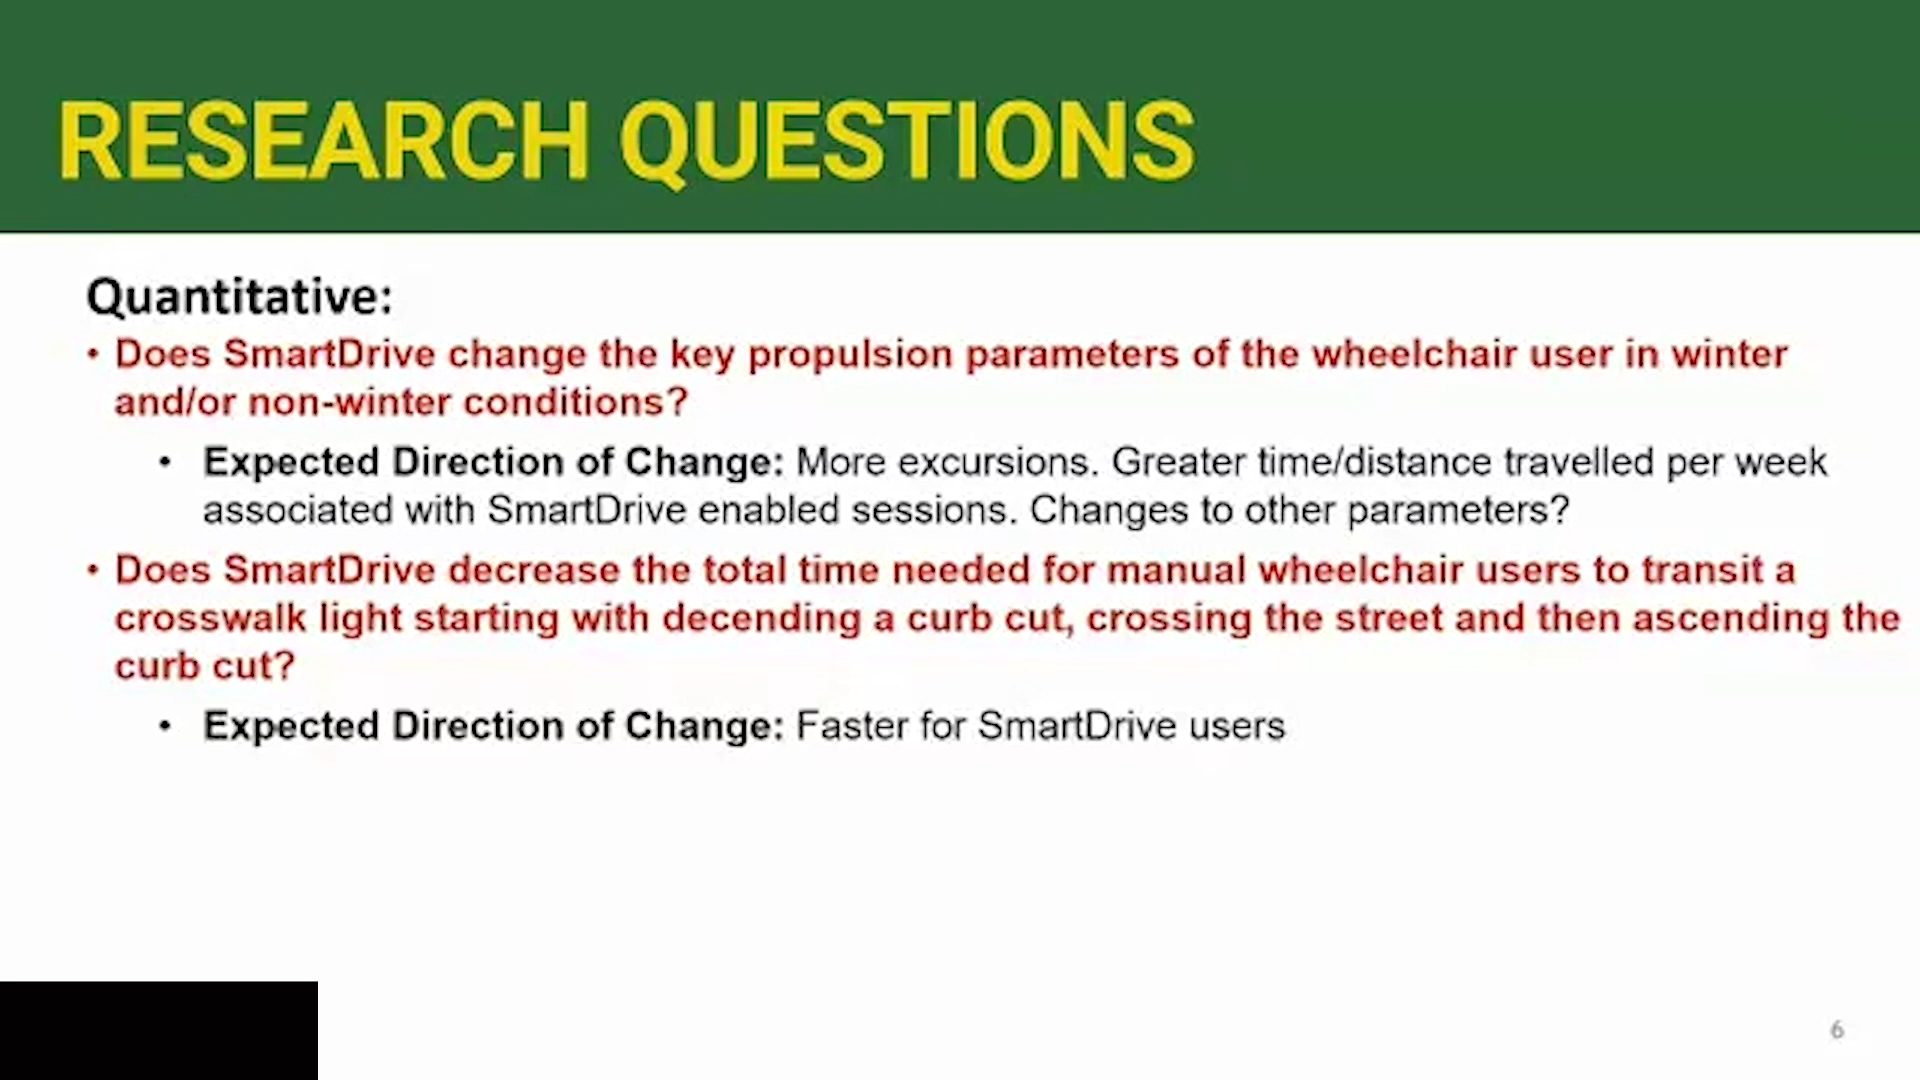 RESEARCH QUESTIONS
Quantitative:
• Does SmartDrive change the key propulsion parameters of the wheelchair user in winter
and/or non-winter conditions?
• Expected Direction of Change: More excursions. Greater time/distance travelled per week
associated with SmartDrive enabled sessions. Changes to other parameters?
• Does SmartDrive decrease the total time needed for manual wheelchair users to transit a
crosswalk light starting with decending a curb cut, crossing the street and then ascending the
curb cut?
• Expected Direction of Change: Faster for SmartDrive users
6